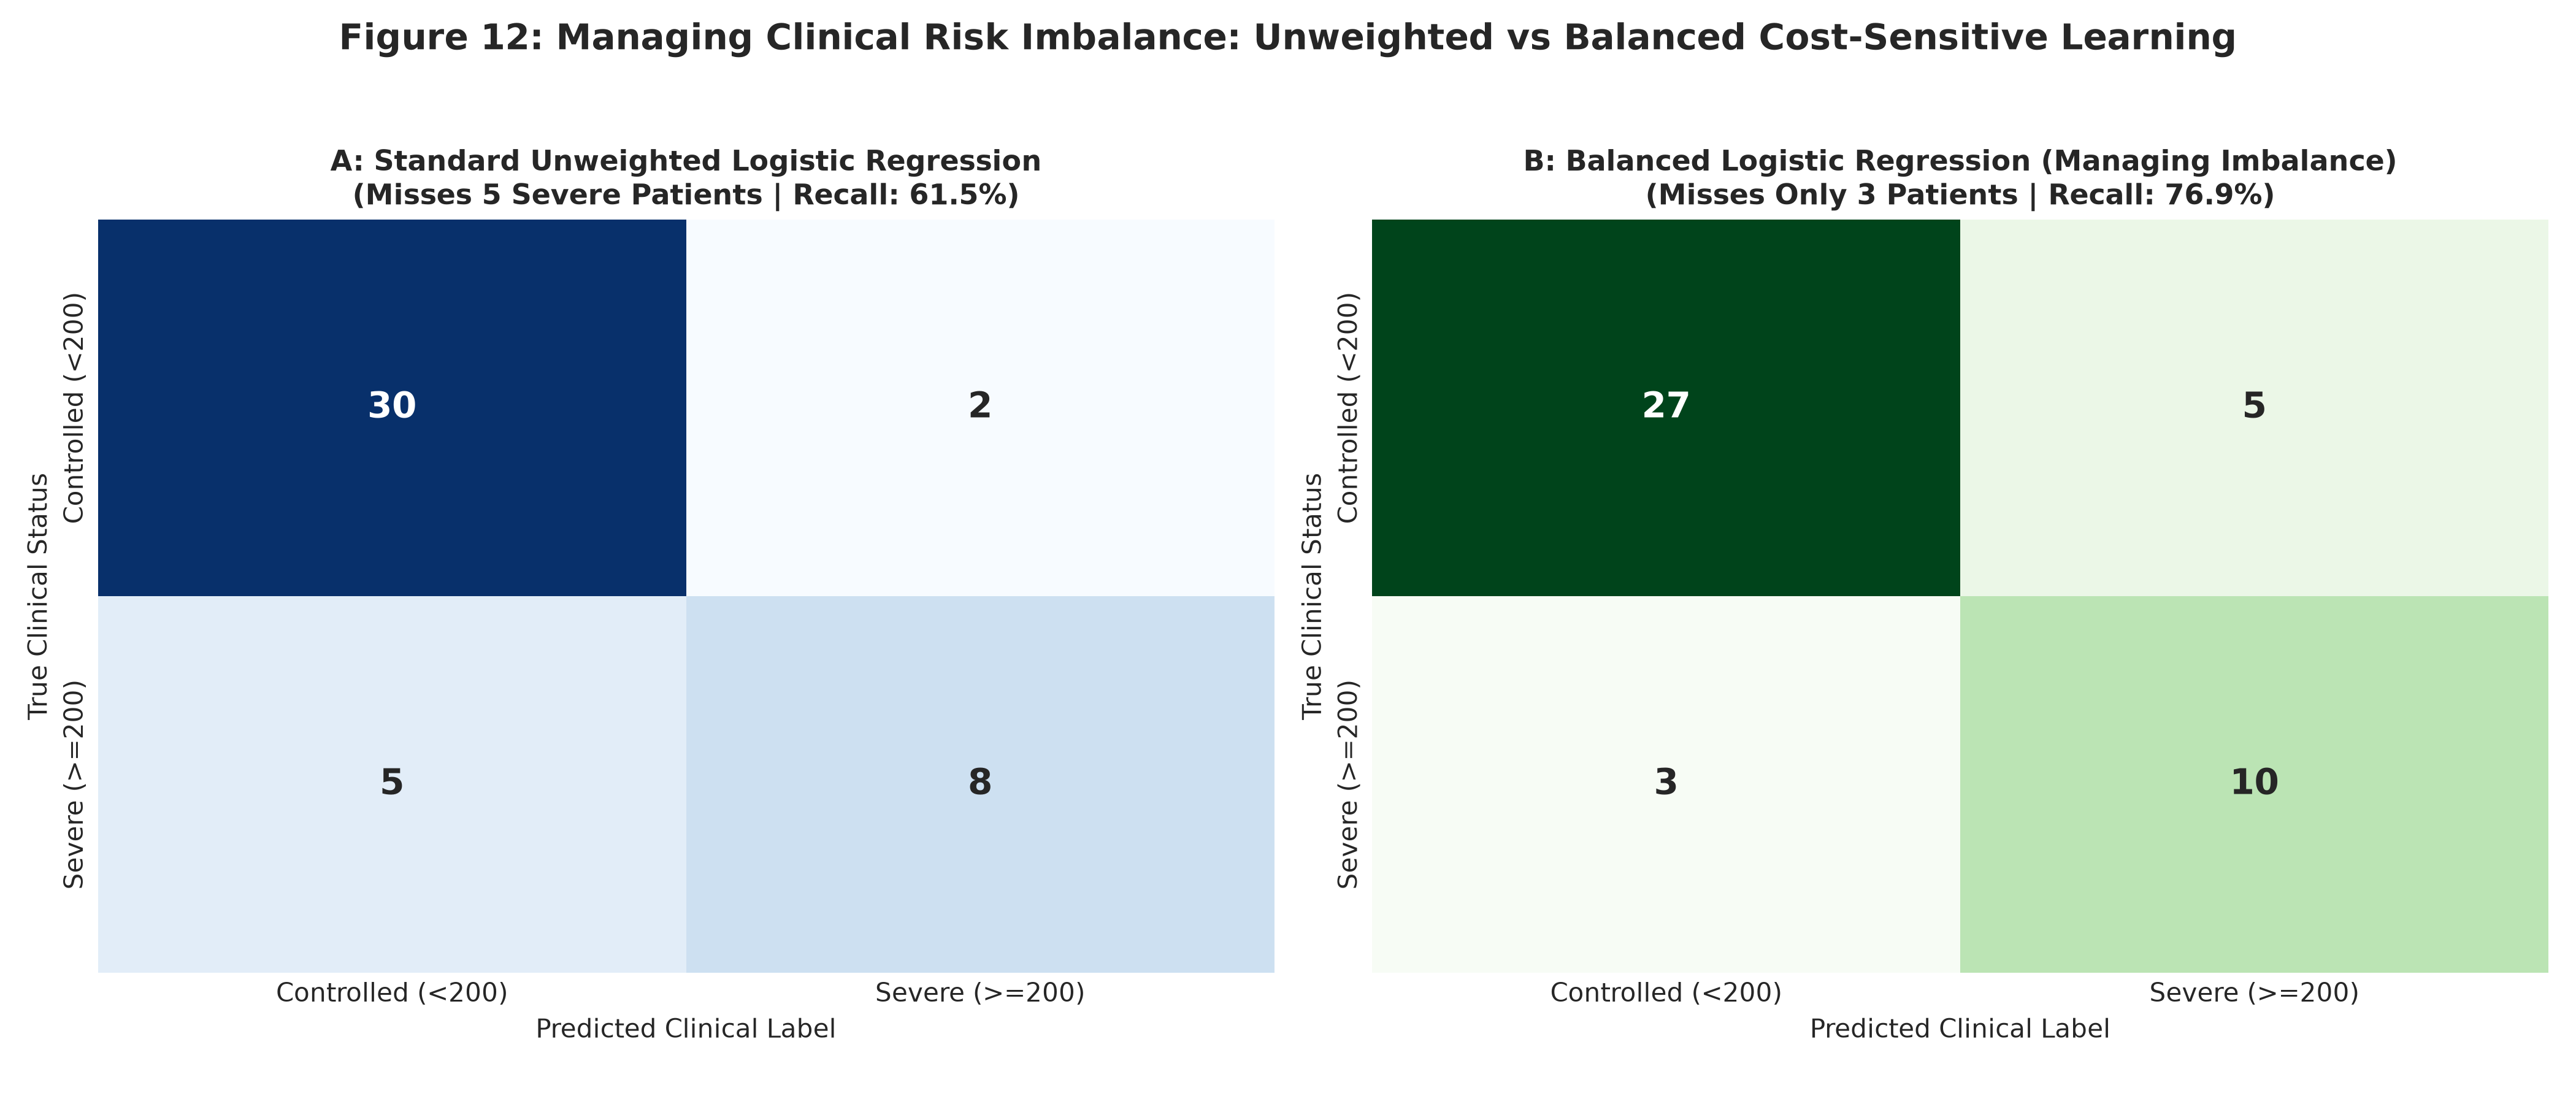 Figure 12: Managing Clinical Risk Imbalance: Unweighted vs Balanced Cost-Sensitive Learning
A: Standard Unweighted Logistic Regression
(Misses 5 Severe Patients | Recall: 61.5%)
True Clinical Status
Controlled (<200)
Severe (>=200)
30
2
5
8
Controlled (<200)
Severe (>=200)
Predicted Clinical Label
B: Balanced Logistic Regression (Managing Imbalance)
(Misses Only 3 Patients | Recall: 76.9%)
True Clinical Status
Controlled (<200)
Severe (>=200)
27
5
3
10
Controlled (<200)
Severe (>=200)
Predicted Clinical Label